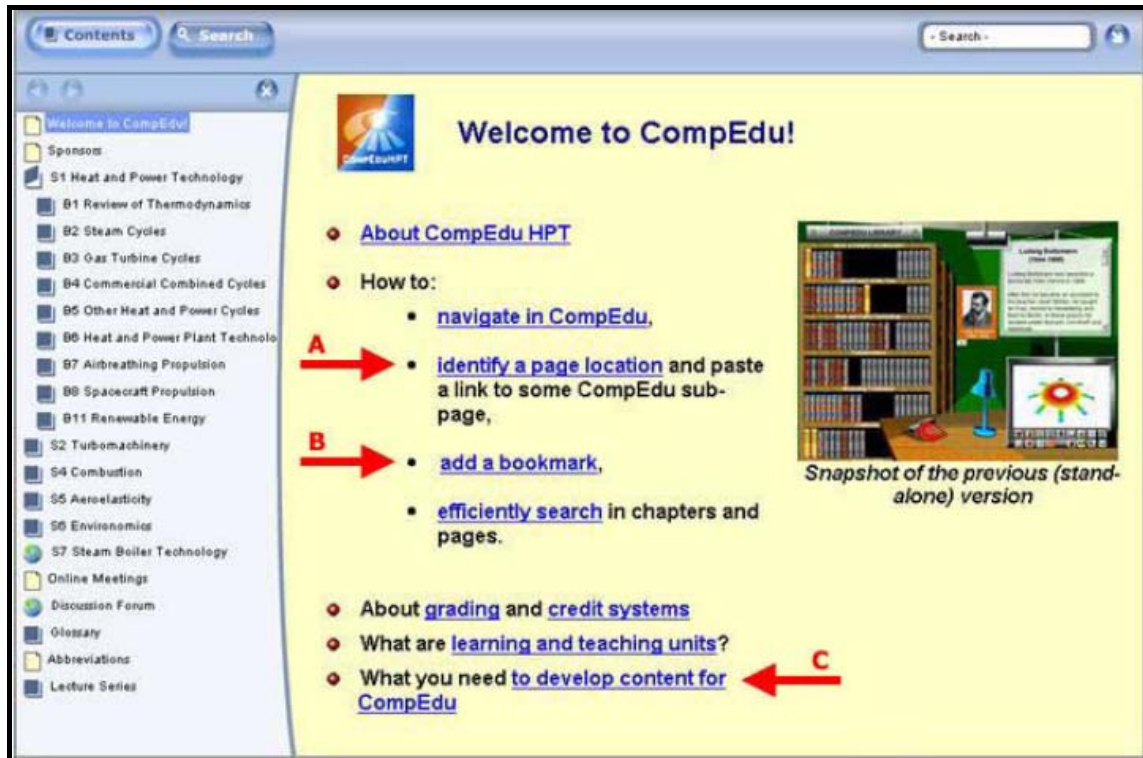 Contents
Search
- Search -
Welcome to CompEdu!
Sponsors
S1 Heat and Power Technology
B1 Review of Thermodynamics
B2 Steam Cycles
B3 Gas Turbine Cycles
B4 Commercial Combined Cycles
B5 Other Heat and Power Cycles
B6 Heat and Power Plant Technolo
B7 Airbreathing Propulsion
B8 Spacecraft Propulsion
B11 Renewable Energy
S2 Turbomachinery
S4 Combustion
S5 Aeroelasticity
S6 Environomics
S7 Steam Boiler Technology
Online Meetings
Discussion Forum
Glossary
Abbreviations
Lecture Series
CompEduHPT
Welcome to CompEdu!
About CompEdu HPT
How to:
navigate in CompEdu,
A
identify a page location and paste
a link to some CompEdu sub-
page,
B
add a bookmark,
efficiently search in chapters and
pages.
About grading and credit systems
What are learning and teaching units?
C
What you need to develop content for
CompEdu
COMPEDU LIBRARY
Ludwig Boltzmann
Snapshot of the previous (stand-
alone) version